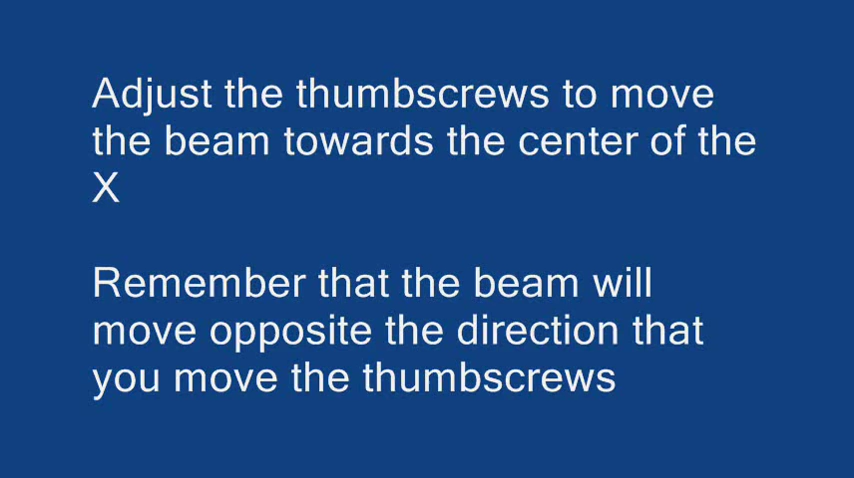 Adjust the thumbscrews to move
the beam towards the center of the
X
Remember that the beam will
move opposite the direction that
you move the thumbscrews